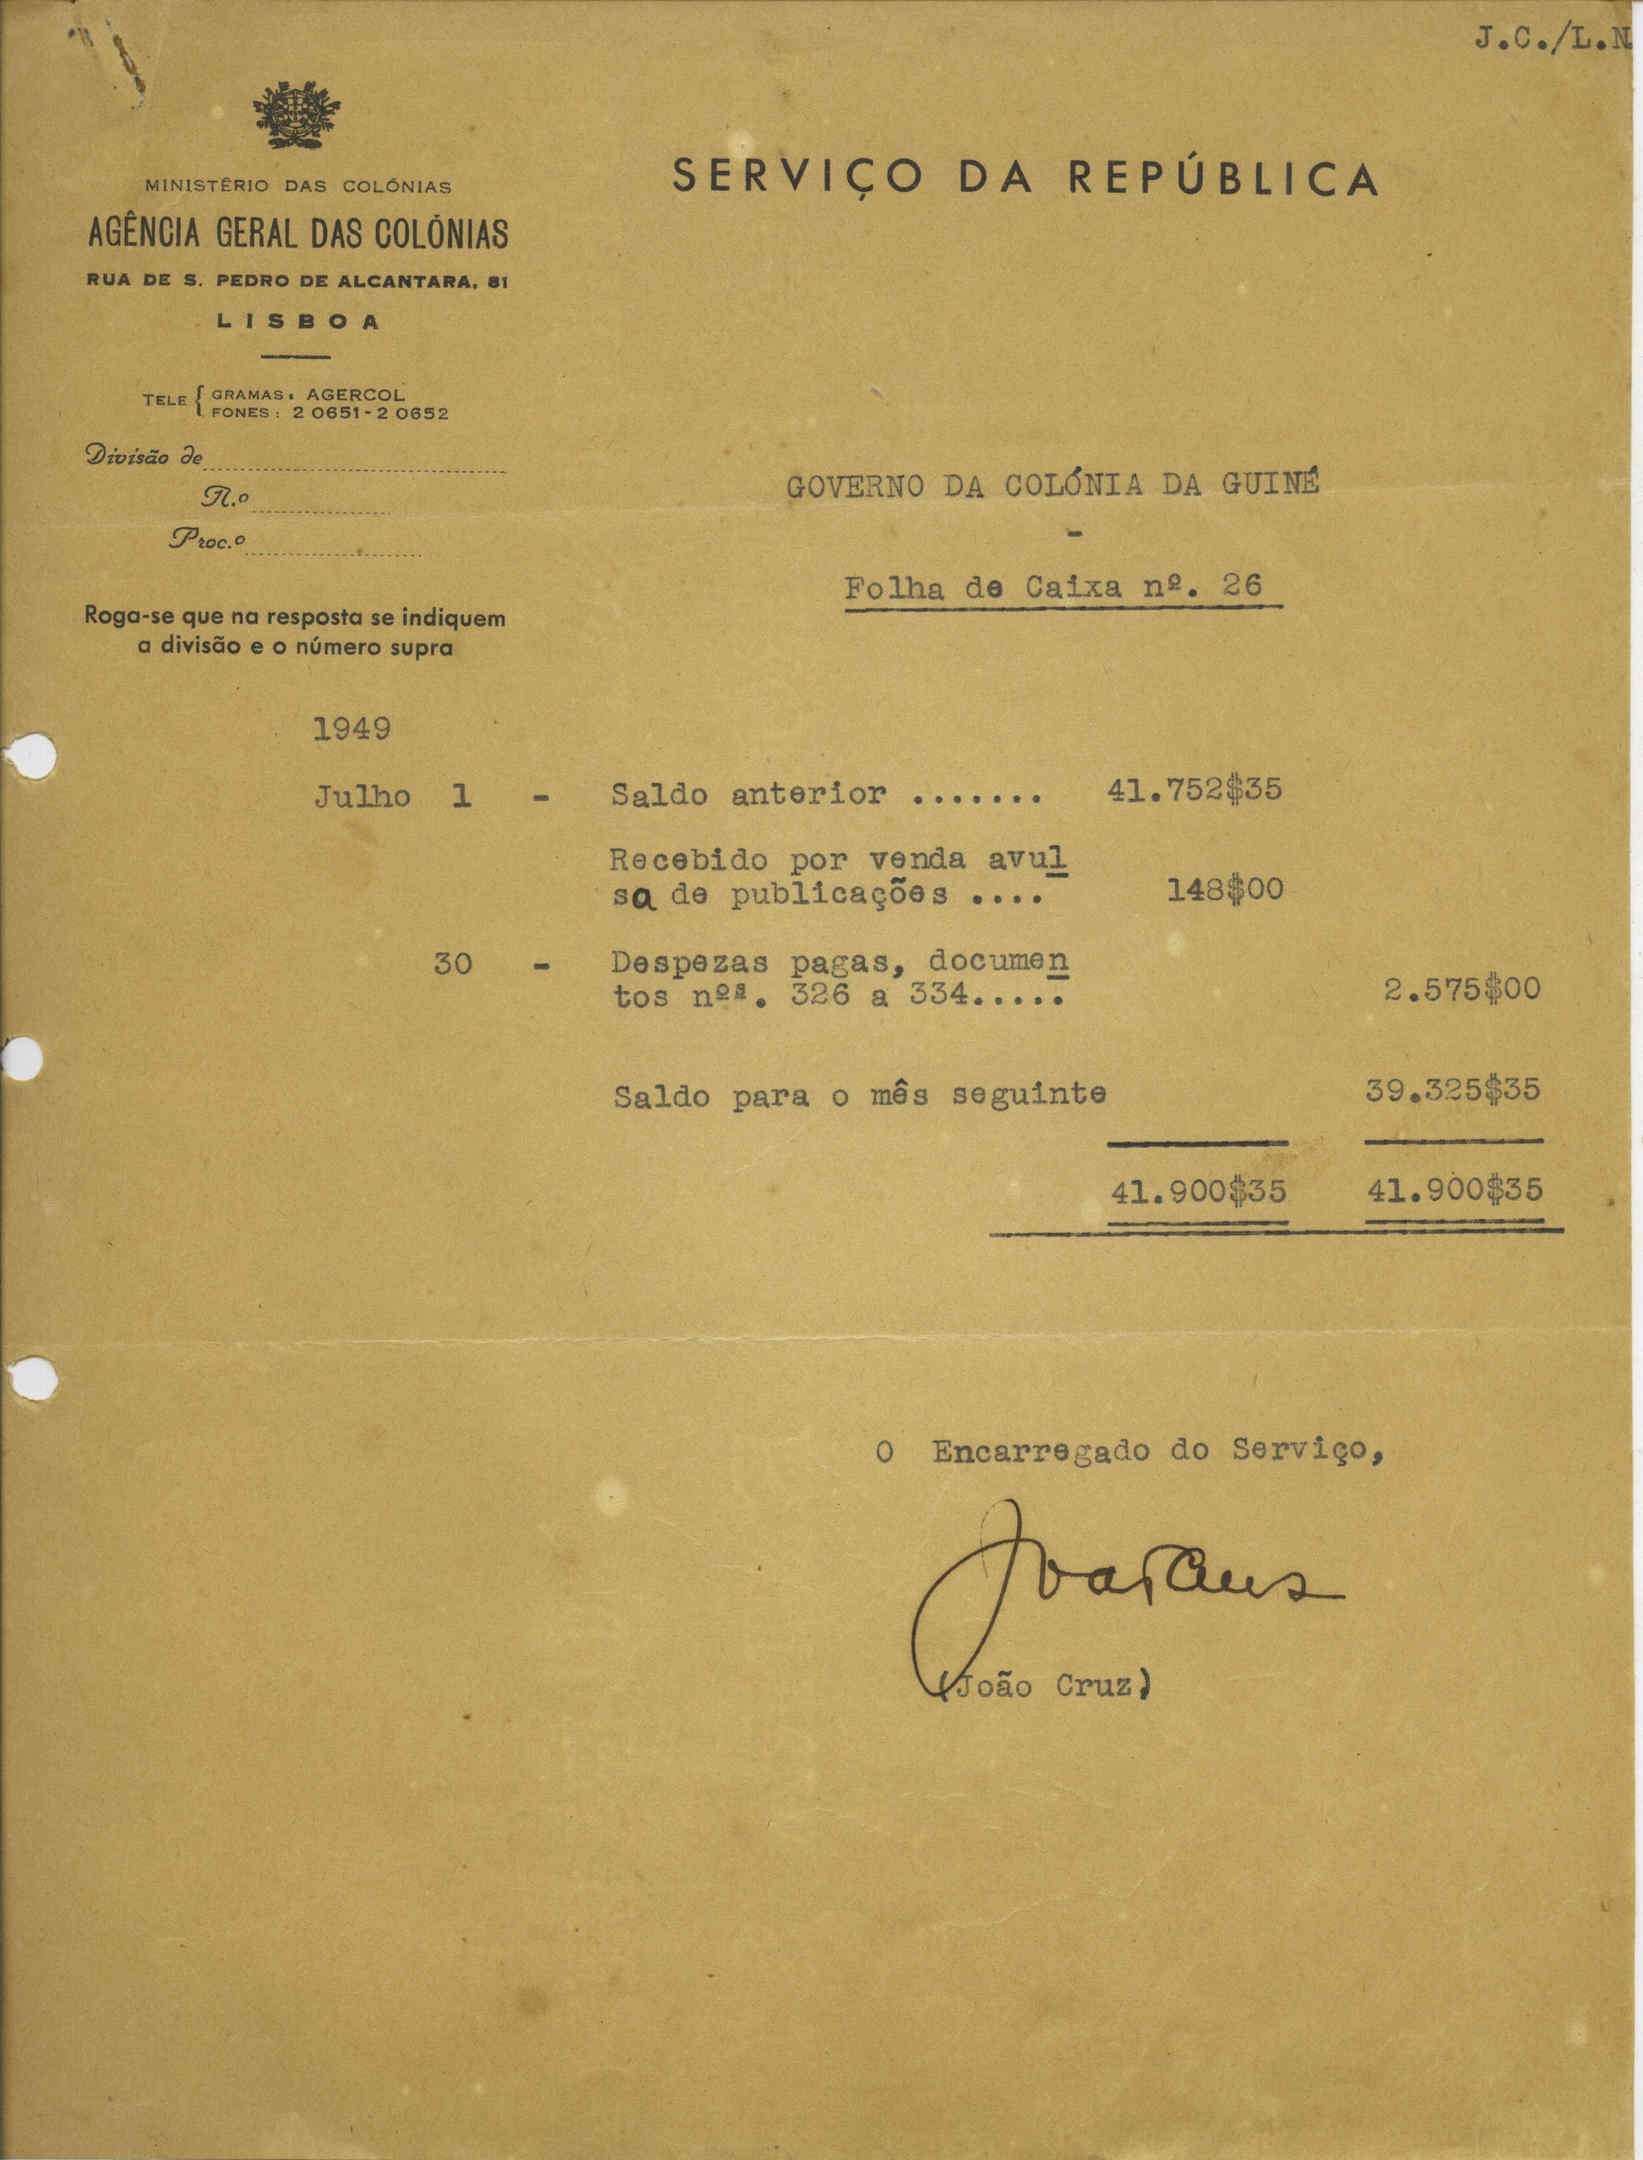 J.C./L.N
MINISTÉRIO DAS COLÓNIAS
AGÊNCIA GERAL DAS COLÓNIAS
RUA DE S. PEDRO DE ALCANTARA, 81
LISBOA
SERVIÇO DA REPÚBLICA
TELE { GRAMAS: AGERCOL
FONES: 2 0651-2 0652
Divisão de
N.º
Proc.º
Roga-se que na resposta se indiquem
a divisão e o número supra
GOVERNO DA COLÓNIA DA GUINÉ
-
Folha de Caixa nº. 26
1949
Julho 1 - Saldo anterior ....... 41.752$35
Recebido por venda avul
sa de publicações .... 148$00
30 - Despezas pagas, documen
tos nºs. 326 a 334..... 2.575$00
Saldo para o mês seguinte 39.325$35
41.900$35 41.900$35
O Encarregado do Serviço,
João Cruz
(João Cruz)